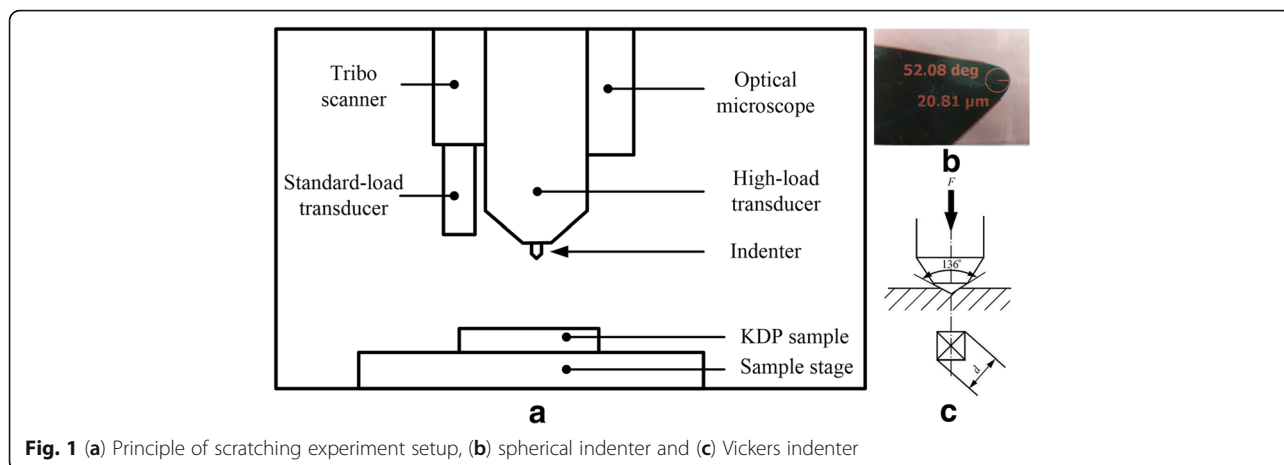 Tribo
scanner
Standard-load
transducer
Optical
microscope
High-load
transducer
Indenter
KDP sample
Sample stage
a
52.08 deg
20.81 µm
b
F
136°
d
c
Fig. 1 (a) Principle of scratching experiment setup, (b) spherical indenter and (c) Vickers indenter